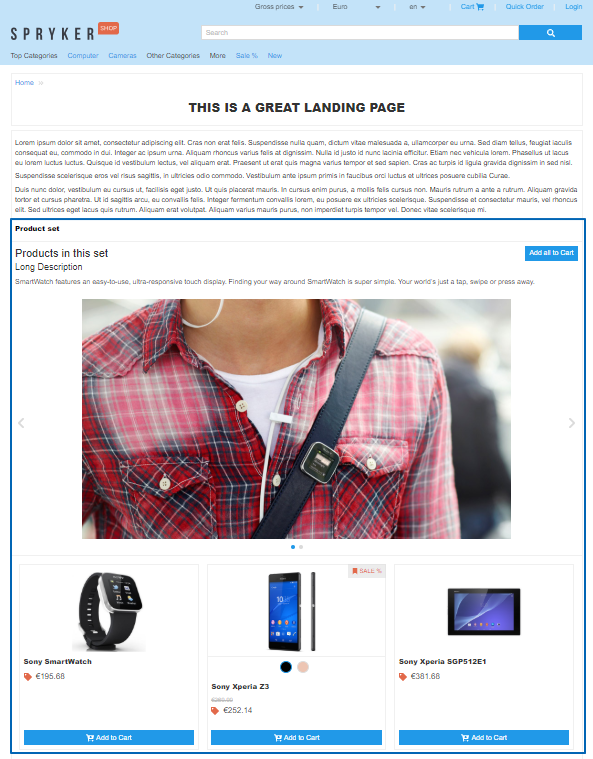 Gross prices
Euro
en
Cart
Quick Order
Login
SPRYKER SHOP
Search
Top Categories Computer Cameras Other Categories More Sale % New
Home »
THIS IS A GREAT LANDING PAGE
Lorem ipsum dolor sit amet, consectetur adipiscing elit. Cras non erat felis. Suspendisse nulla quam, dictum vitae malesuada a, ullamcorper eu urna. Sed diam tellus, feugiat iaculis
consequat eu, commodo in dui. Integer ac ipsum urna. Aliquam rhoncus varius felis at dignissim. Nulla id justo id nunc lacinia efficitur. Etiam nec vehicula lorem. Phasellus ut lacus
eu lorem luctus luctus. Quisque id vestibulum lectus, vel aliquam erat. Praesent ut erat quis magna varius tempor et sed sapien. Cras ac turpis id ligula gravida dignissim in sed nisl.
Suspendisse scelerisque eros vel risus sagittis, in ultricies odio commodo. Vestibulum ante ipsum primis in faucibus orci luctus et ultrices posuere cubilia Curae.
Duis nunc dolor, vestibulum eu cursus ut, facilisis eget justo. Ut quis placerat mauris. In cursus enim purus, a mollis felis cursus non. Mauris rutrum a ante a rutrum. Aliquam gravida
tortor et cursus pharetra. Ut id sagittis arcu, eu convallis felis. Integer fermentum convallis lorem, eu posuere ex ultricies scelerisque. Suspendisse et consectetur mauris, vel rhoncus
elit. Sed ultrices eget lacus quis rutrum. Aliquam erat volutpat. Aliquam varius mauris purus, non imperdiet turpis tempor vel. Donec vitae scelerisque mi.
Product set
Products in this set
Add all to Cart
Long Description
SmartWatch features an easy-to-use, ultra-responsive touch display. Finding your way around SmartWatch is super simple. Your world's just a tap, swipe or press away.
SALE %
Sony SmartWatch
€195.68
Add to Cart
Sony Xperia Z3
€252.14
Add to Cart
Sony Xperia SGP512E1
€381.68
Add to Cart